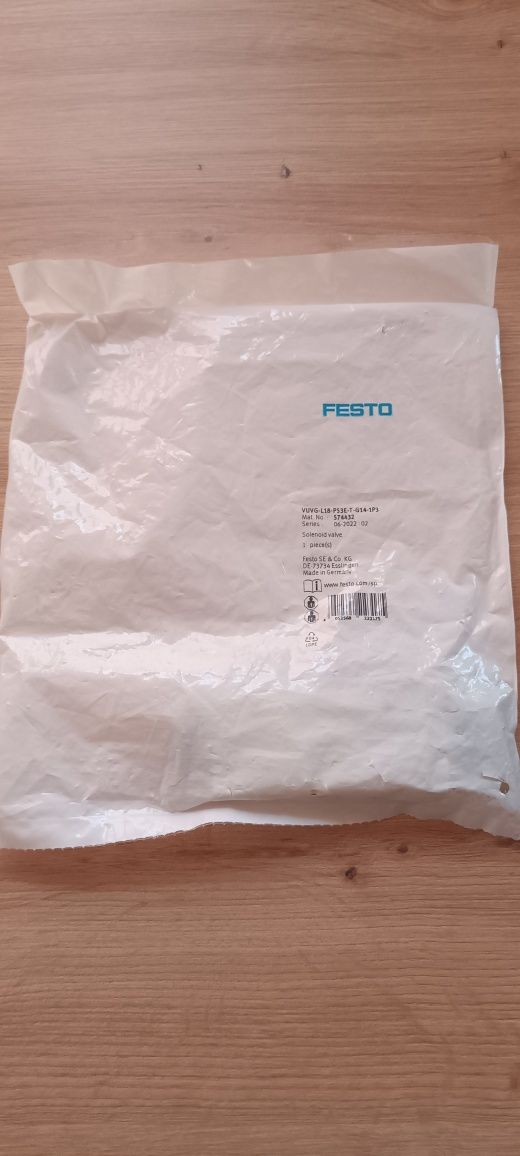 FESTO
VUVG-L18-P53E-T-G14-1P3
Mat. No.: 574432
Series: 06-2022 02
Solenoid valve
1 piece(s)
Festo SE & Co. KG
DE-73734 Esslingen
Made in Germany
www.festo.com/sp